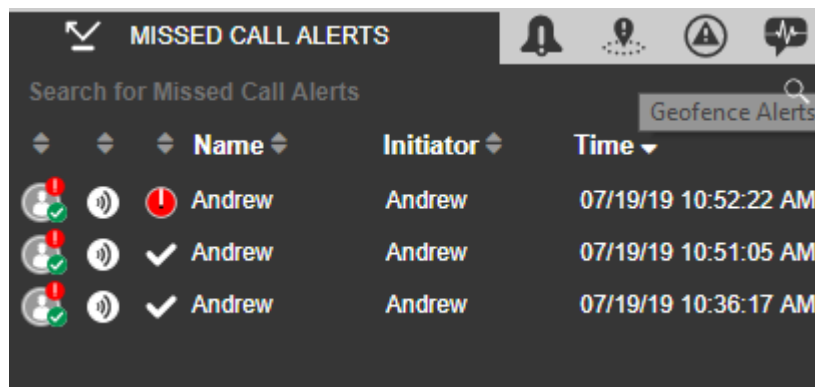 MISSED CALL ALERTS
Search for Missed Call Alerts
Geofence Alerts
Name Initiator Time
Andrew Andrew 07/19/19 10:52:22 AM
Andrew Andrew 07/19/19 10:51:05 AM
Andrew Andrew 07/19/19 10:36:17 AM